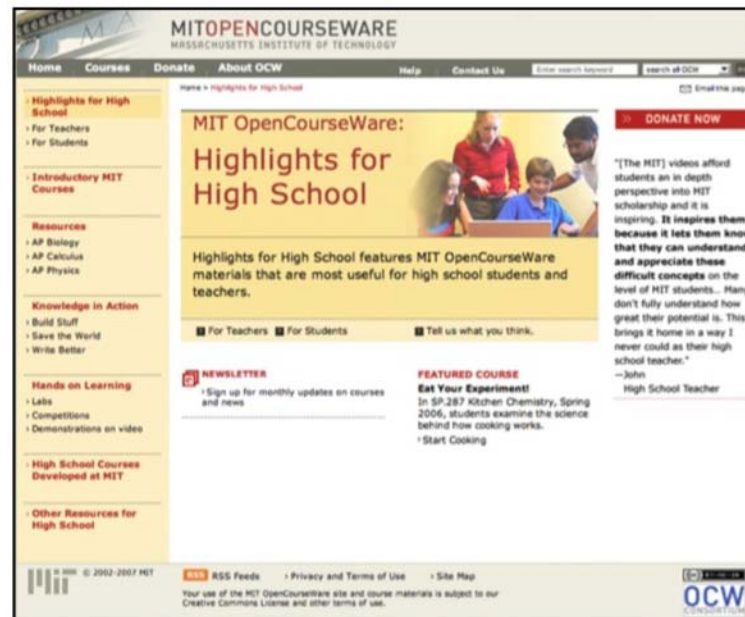 MITOPENCOURSEWARE
MASSACHUSETTS INSTITUTE OF TECHNOLOGY
Home Courses Donate About OCW Help Contact Us Enter search keyword search all OCW
Home > Highlights for High School
Email this page
› Highlights for High
School
› For Teachers
› For Students
› Introductory MIT
Courses
Resources
› AP Biology
› AP Calculus
› AP Physics
Knowledge in Action
› Build Stuff
› Save the World
› Write Better
Hands on Learning
› Labs
› Competitions
› Demonstrations on video
› High School Courses
Developed at MIT
› Other Resources for
High School
MIT OpenCourseWare:
Highlights for
High School
Highlights for High School features MIT OpenCourseWare
materials that are most useful for high school students and
teachers.
For Teachers For Students Tell us what you think.
NEWSLETTER
› Sign up for monthly updates on courses
and news
FEATURED COURSE
Eat Your Experiment!
In SP.287 Kitchen Chemistry, Spring
2006, students examine the science
behind how cooking works.
› Start Cooking
» DONATE NOW
"[The MIT] videos afford
students an in depth
perspective into MIT
scholarship and it is
inspiring. It inspires them
because it lets them know
that they can understand
and appreciate these
difficult concepts on the
level of MIT students... Many
don't fully understand how
great their potential is. This
brings it home in a way I
never could as their high
school teacher."
—John
High School Teacher
© 2002-2007 MIT
RSS RSS Feeds › Privacy and Terms of Use › Site Map
Your use of the MIT OpenCourseWare site and course materials is subject to our
Creative Commons License and other terms of use.
OCW
CONSORTIUM